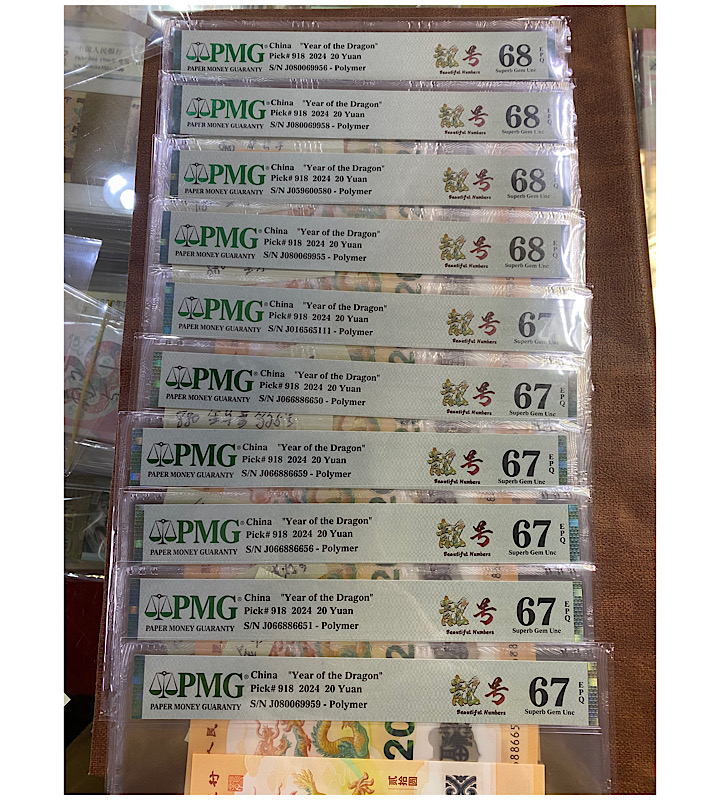 PMG® China "Year of the Dragon"
Pick# 918 2024 20 Yuan
PAPER MONEY GUARANTY S/N J080069956 - Polymer
靓号
Beautiful Numbers
68
EPQ
Superb Gem Unc
PMG® China "Year of the Dragon"
Pick# 918 2024 20 Yuan
PAPER MONEY GUARANTY S/N J080069958 - Polymer
靓号
Beautiful Numbers
68
EPQ
Superb Gem Unc
PMG® China "Year of the Dragon"
Pick# 918 2024 20 Yuan
PAPER MONEY GUARANTY S/N J059600580 - Polymer
靓号
Beautiful Numbers
68
EPQ
Superb Gem Unc
PMG® China "Year of the Dragon"
Pick# 918 2024 20 Yuan
PAPER MONEY GUARANTY S/N J080069955 - Polymer
靓号
Beautiful Numbers
68
EPQ
Superb Gem Unc
PMG® China "Year of the Dragon"
Pick# 918 2024 20 Yuan
PAPER MONEY GUARANTY S/N J016565111 - Polymer
靓号
Beautiful Numbers
67
Superb Gem Unc
PMG® China "Year of the Dragon"
Pick# 918 2024 20 Yuan
PAPER MONEY GUARANTY S/N J066886650 - Polymer
靓号
Beautiful Numbers
67
EPQ
Superb Gem Unc
PMG® China "Year of the Dragon"
Pick# 918 2024 20 Yuan
PAPER MONEY GUARANTY S/N J066886659 - Polymer
靓号
Beautiful Numbers
67
EPQ
Superb Gem Unc
PMG® China "Year of the Dragon"
Pick# 918 2024 20 Yuan
PAPER MONEY GUARANTY S/N J066886656 - Polymer
靓号
Beautiful Numbers
67
EPQ
Superb Gem Unc
PMG® China "Year of the Dragon"
Pick# 918 2024 20 Yuan
PAPER MONEY GUARANTY S/N J066886651 - Polymer
靓号
Beautiful Numbers
67
EPQ
Superb Gem Unc
PMG® China "Year of the Dragon"
Pick# 918 2024 20 Yuan
PAPER MONEY GUARANTY S/N J080069959 - Polymer
靓号
Beautiful Numbers
67
EPQ
Superb Gem Unc
20
贰拾圆